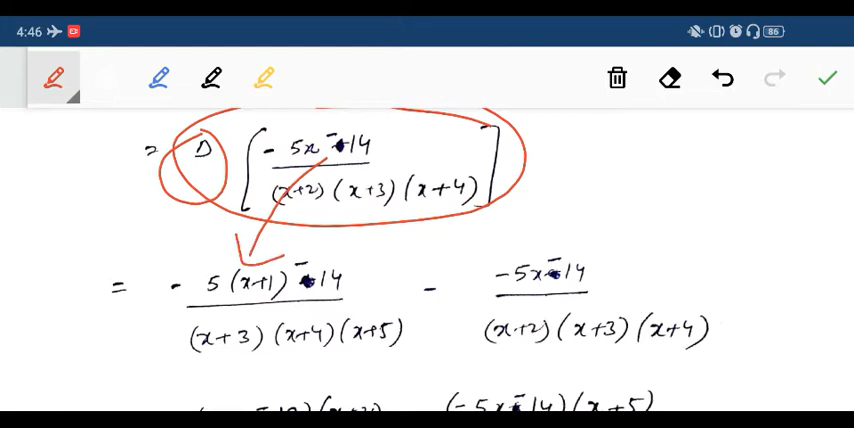 4:46 86
= Δ [ - 5x - 14 / (x+2) (x+3) (x+4) ]
= - 5 (x+1) - 14 / (x+3) (x+4) (x+5) - -5x - 14 / (x+2) (x+3) (x+4)
(-5x - 14) (x+5)